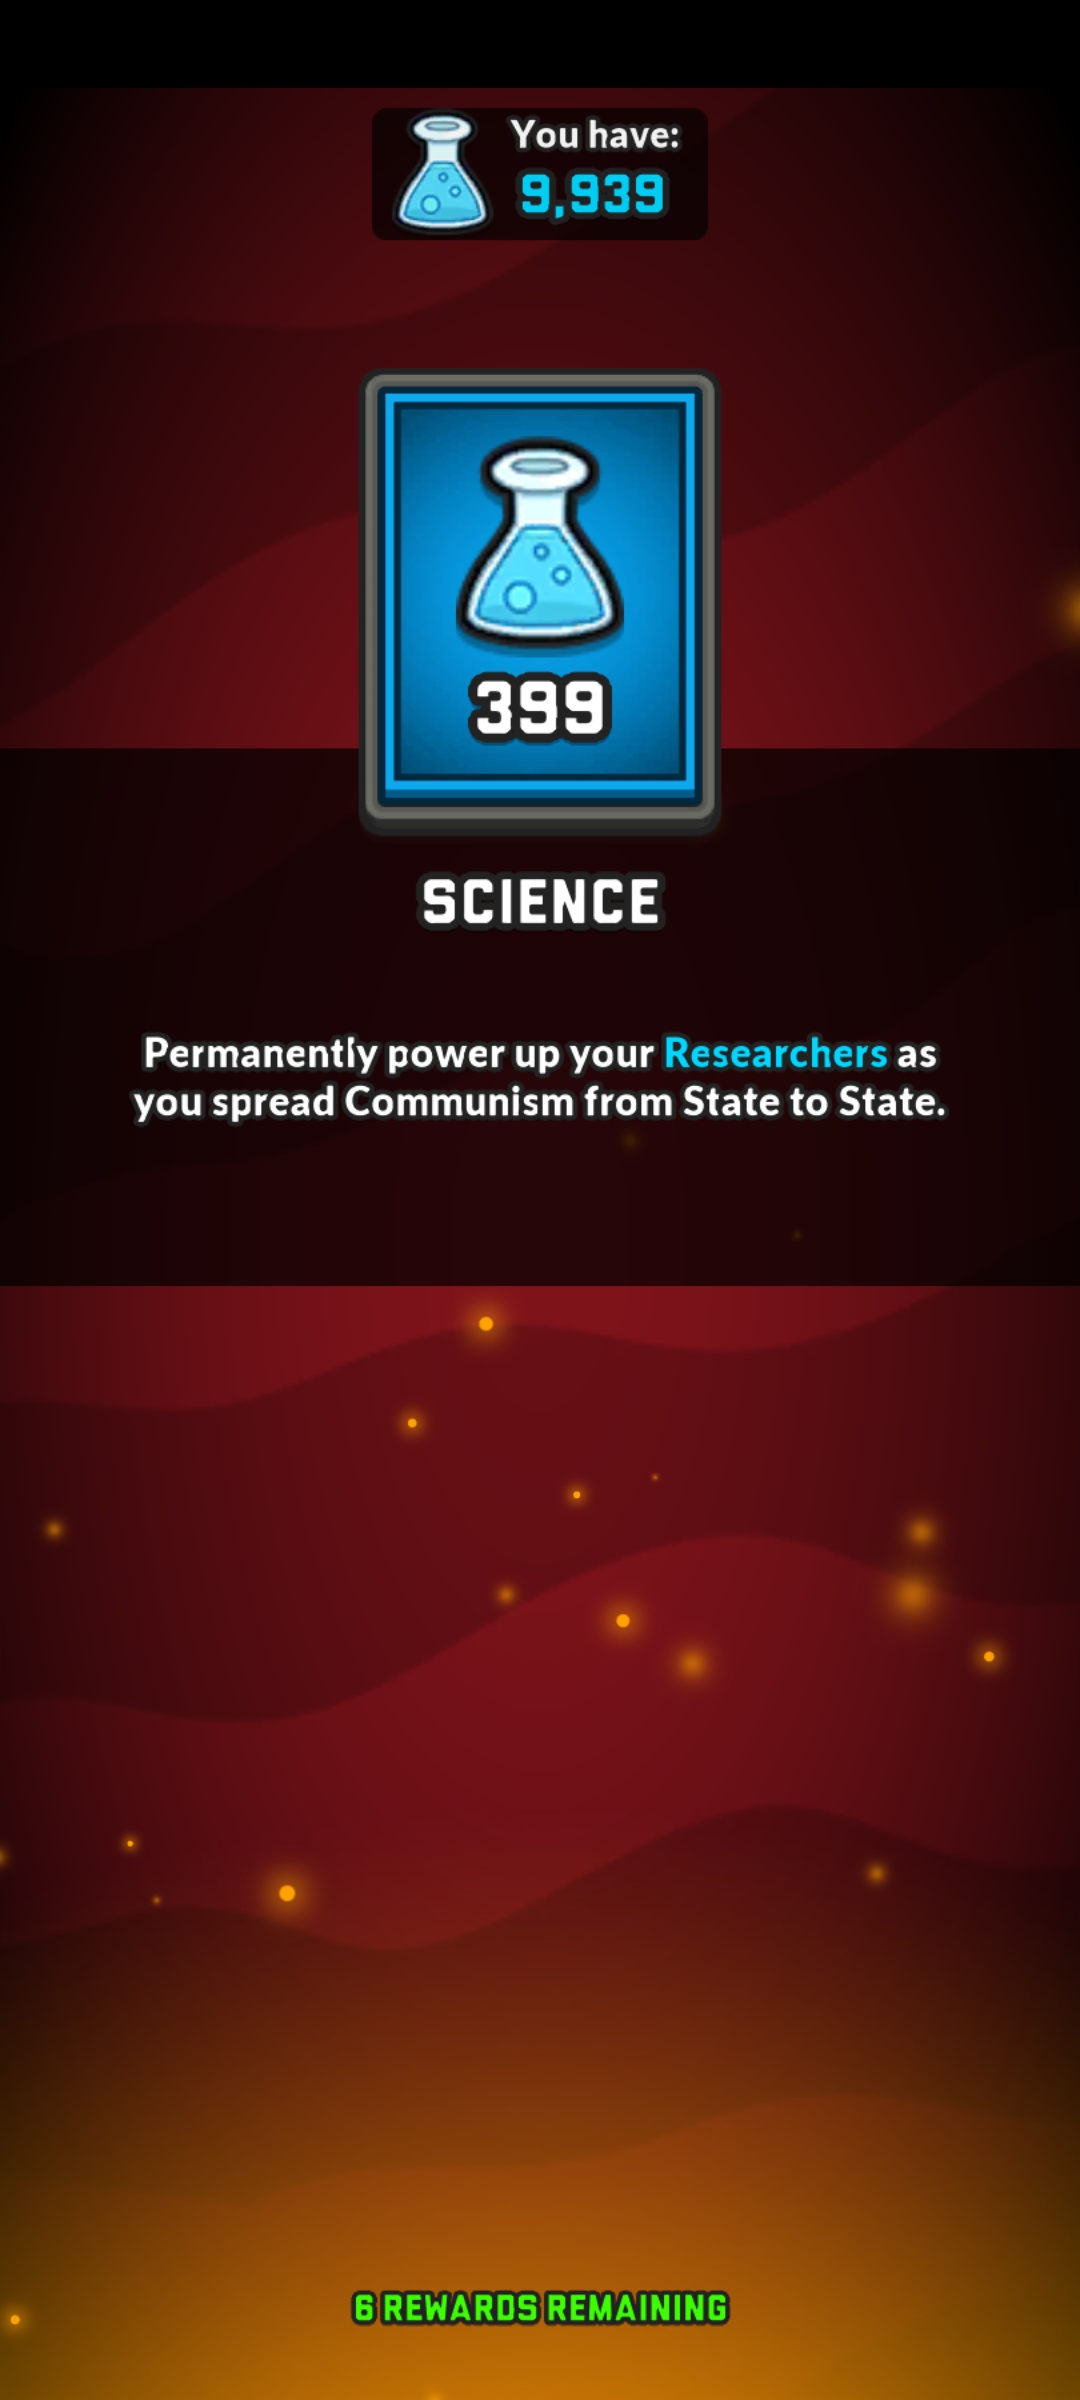 You have:
9,939
399
SCIENCE
Permanently power up your Researchers as
you spread Communism from State to State.
6 REWARDS REMAINING